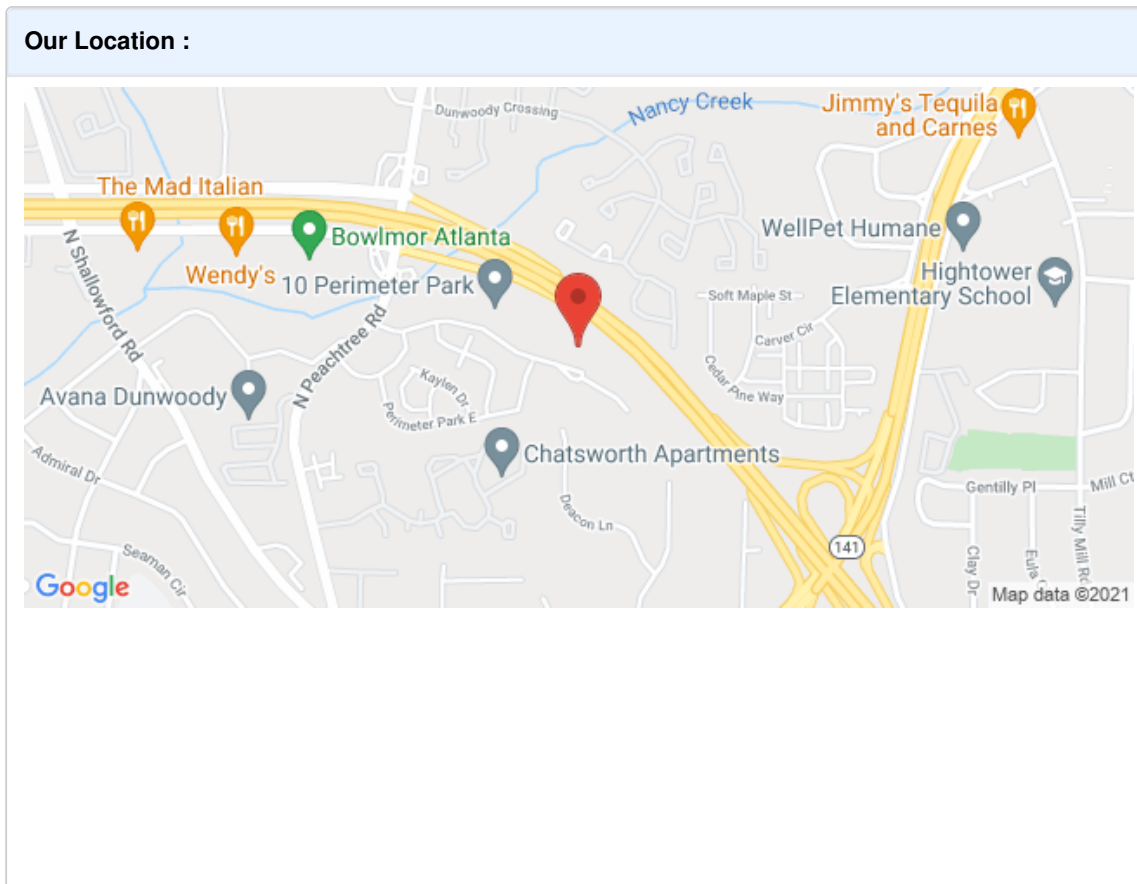 Our Location :
Dunwoody Crossing
Nancy Creek
Jimmy's Tequila
and Carnes
The Mad Italian
N Shallowford Rd
Wendy's
Bowlmor Atlanta
10 Perimeter Park
WellPet Humane
Hightower
Elementary School
Soft Maple St
Carver Cir
Cedar Pine Way
N Peachtree Rd
Avana Dunwoody
Kaylen Dr
Perimeter Park E
Chatsworth Apartments
Admiral Dr
Deacon Ln
Seaman Cir
141
Gentilly Pl
Mill Ct
Tilly Mill Rd
Clay Dr
Eula
Google
Map data ©2021